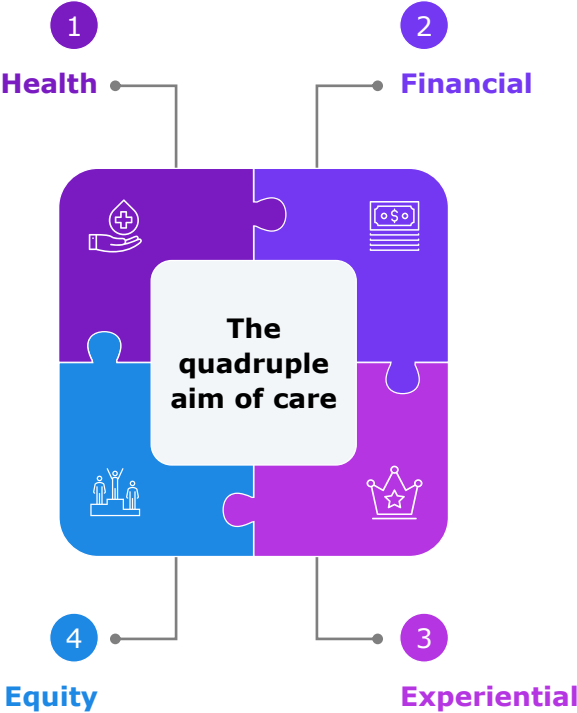 1
2
Health
Financial
$
The
quadruple
aim of care
4
3
Equity
Experiential